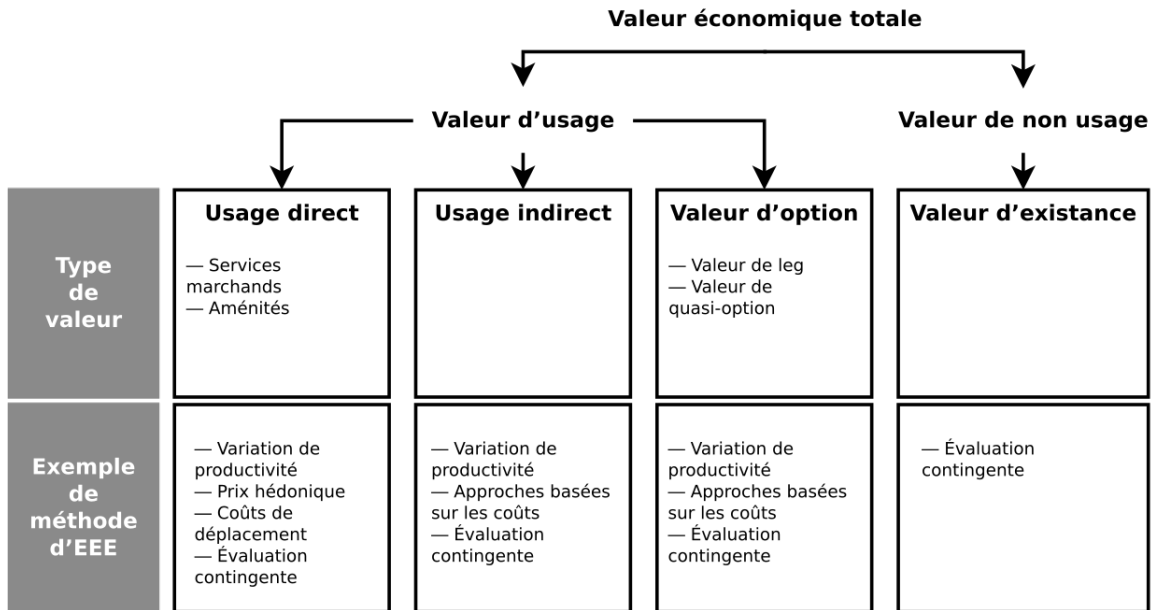 Valeur économique totale
Valeur d’usage
Valeur de non usage
Type
de
valeur
Usage direct
— Services
marchands
— Aménités
Usage indirect
Valeur d’option
— Valeur de leg
— Valeur de
quasi-option
Valeur d’existance
Exemple
de
méthode
d’EEE
— Variation de
productivité
— Prix hédonique
— Coûts de
déplacement
— Évaluation
contingente
— Variation de
productivité
— Approches basées
sur les coûts
— Évaluation
contingente
— Variation de
productivité
— Approches basées
sur les coûts
— Évaluation
contingente
— Évaluation
contingente